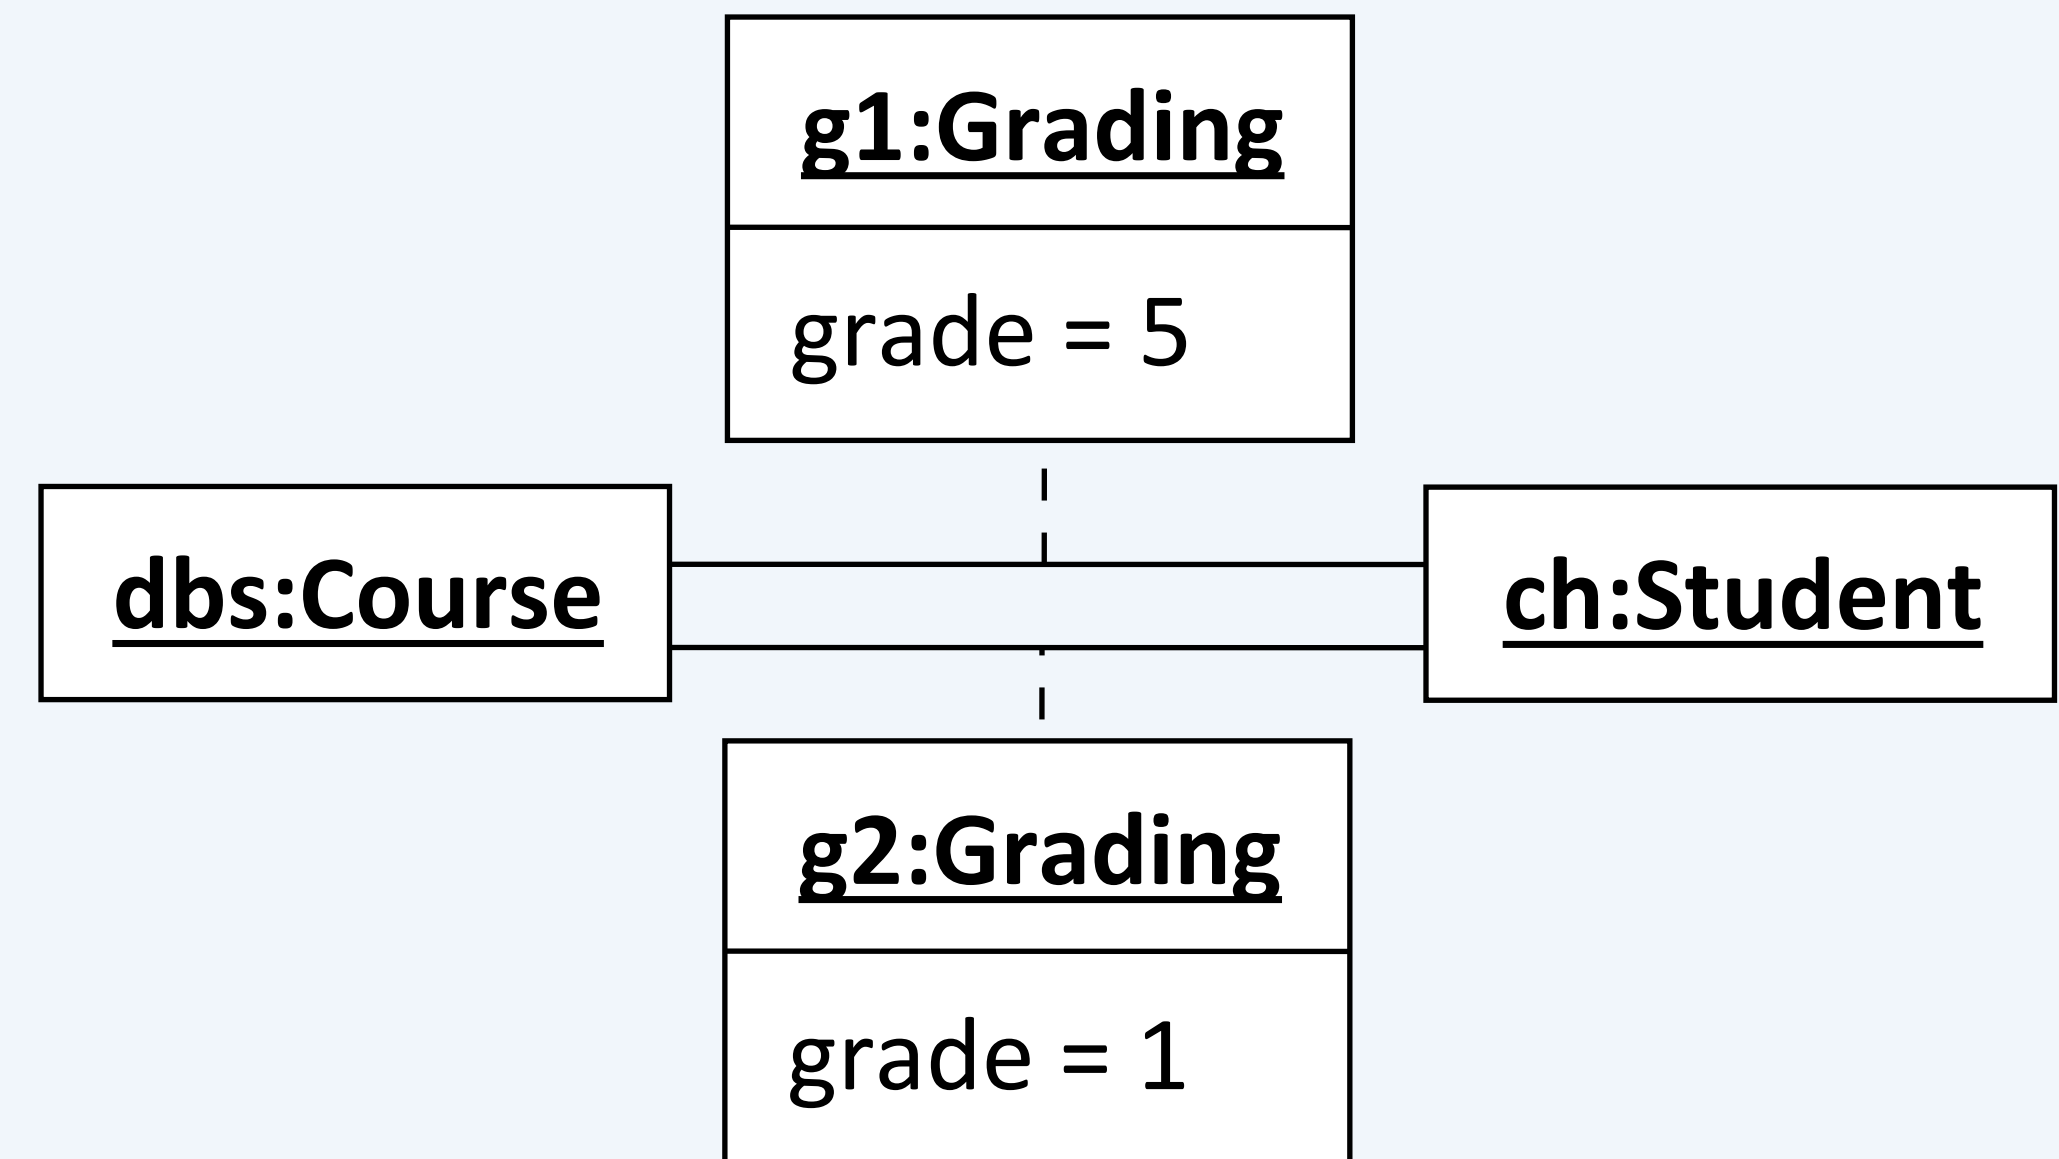 g1:Grading
grade = 5
dbs:Course
ch:Student
g2:Grading
grade = 1